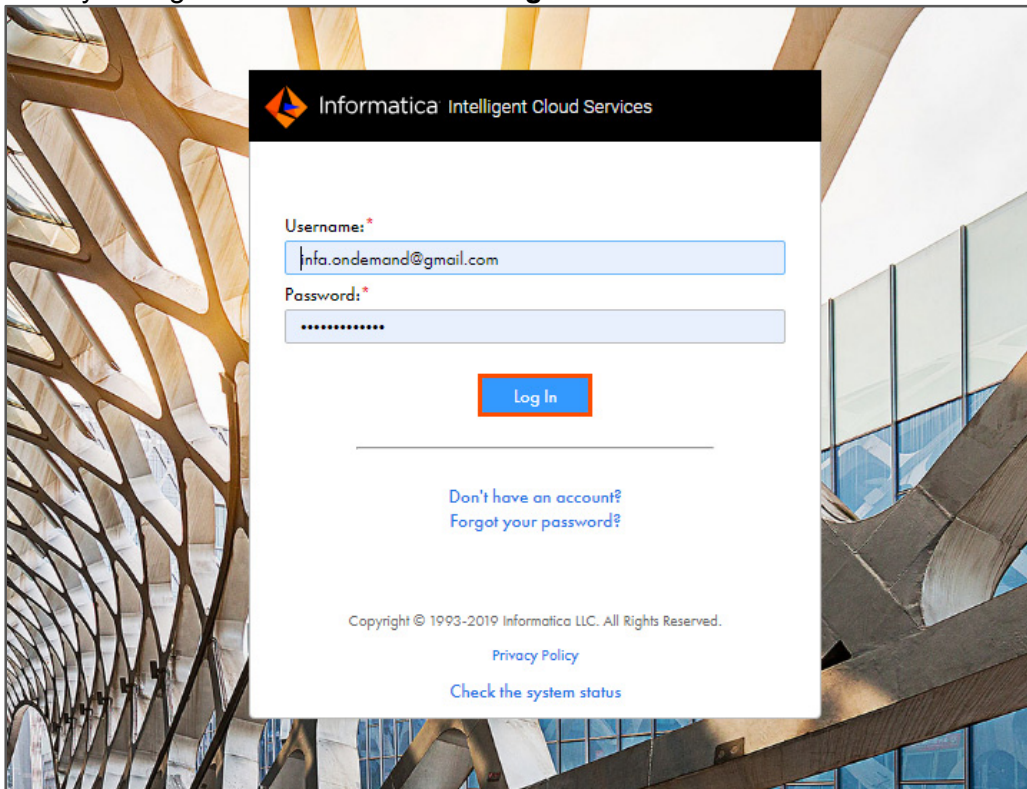 Informatica Intelligent Cloud Services
Username:*
infa.ondemand@gmail.com
Password:*
•••••••••••••
Log In
Don't have an account?
Forgot your password?
Copyright © 1993-2019 Informatica LLC. All Rights Reserved.
Privacy Policy
Check the system status